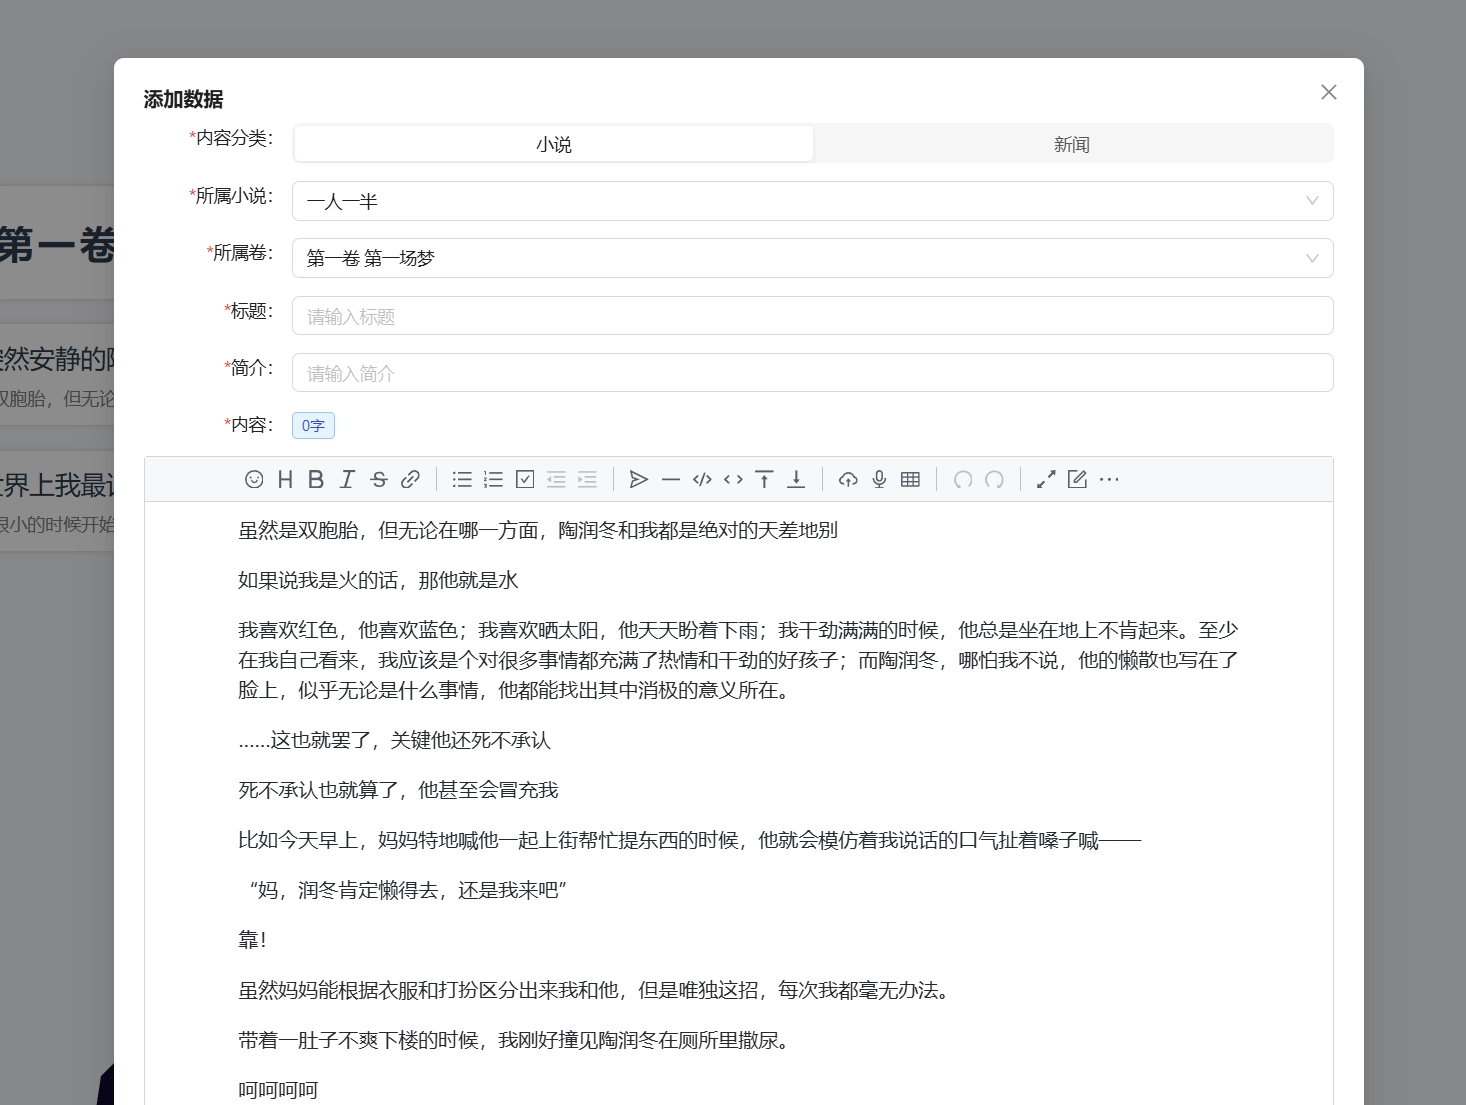 添加数据
*内容分类：
小说
新闻
*所属小说：
一人一半
*所属卷：
第一卷 第一场梦
*标题：
请输入标题
*简介：
请输入简介
*内容：
0字
虽然是双胞胎，但无论在哪一方面，陶润冬和我都是绝对的天差地别
如果说我是火的话，那他就是水
我喜欢红色，他喜欢蓝色；我喜欢晒太阳，他天天盼着下雨；我干劲满满的时候，他总是坐在地上不肯起来。至少
在我自己看来，我应该是个对很多事情都充满了热情和干劲的好孩子；而陶润冬，哪怕我不说，他的懒散也写在了
脸上，似乎无论是什么事情，他都能找出其中消极的意义所在。
......这也就罢了，关键他还死不承认
死不承认也就算了，他甚至会冒充我
比如今天早上，妈妈特地喊他一起上街帮忙提东西的时候，他就会模仿着我说话的口气扯着嗓子喊——
“妈，润冬肯定懒得去，还是我来吧”
靠！
虽然妈妈能根据衣服和打扮区分出来我和他，但是唯独这招，每次我都毫无办法。
带着一肚子不爽下楼的时候，我刚好撞见陶润冬在厕所里撒尿。
呵呵呵呵
第一卷
然安静的
双胞胎，但无论
世界上我最
很小的时候开始